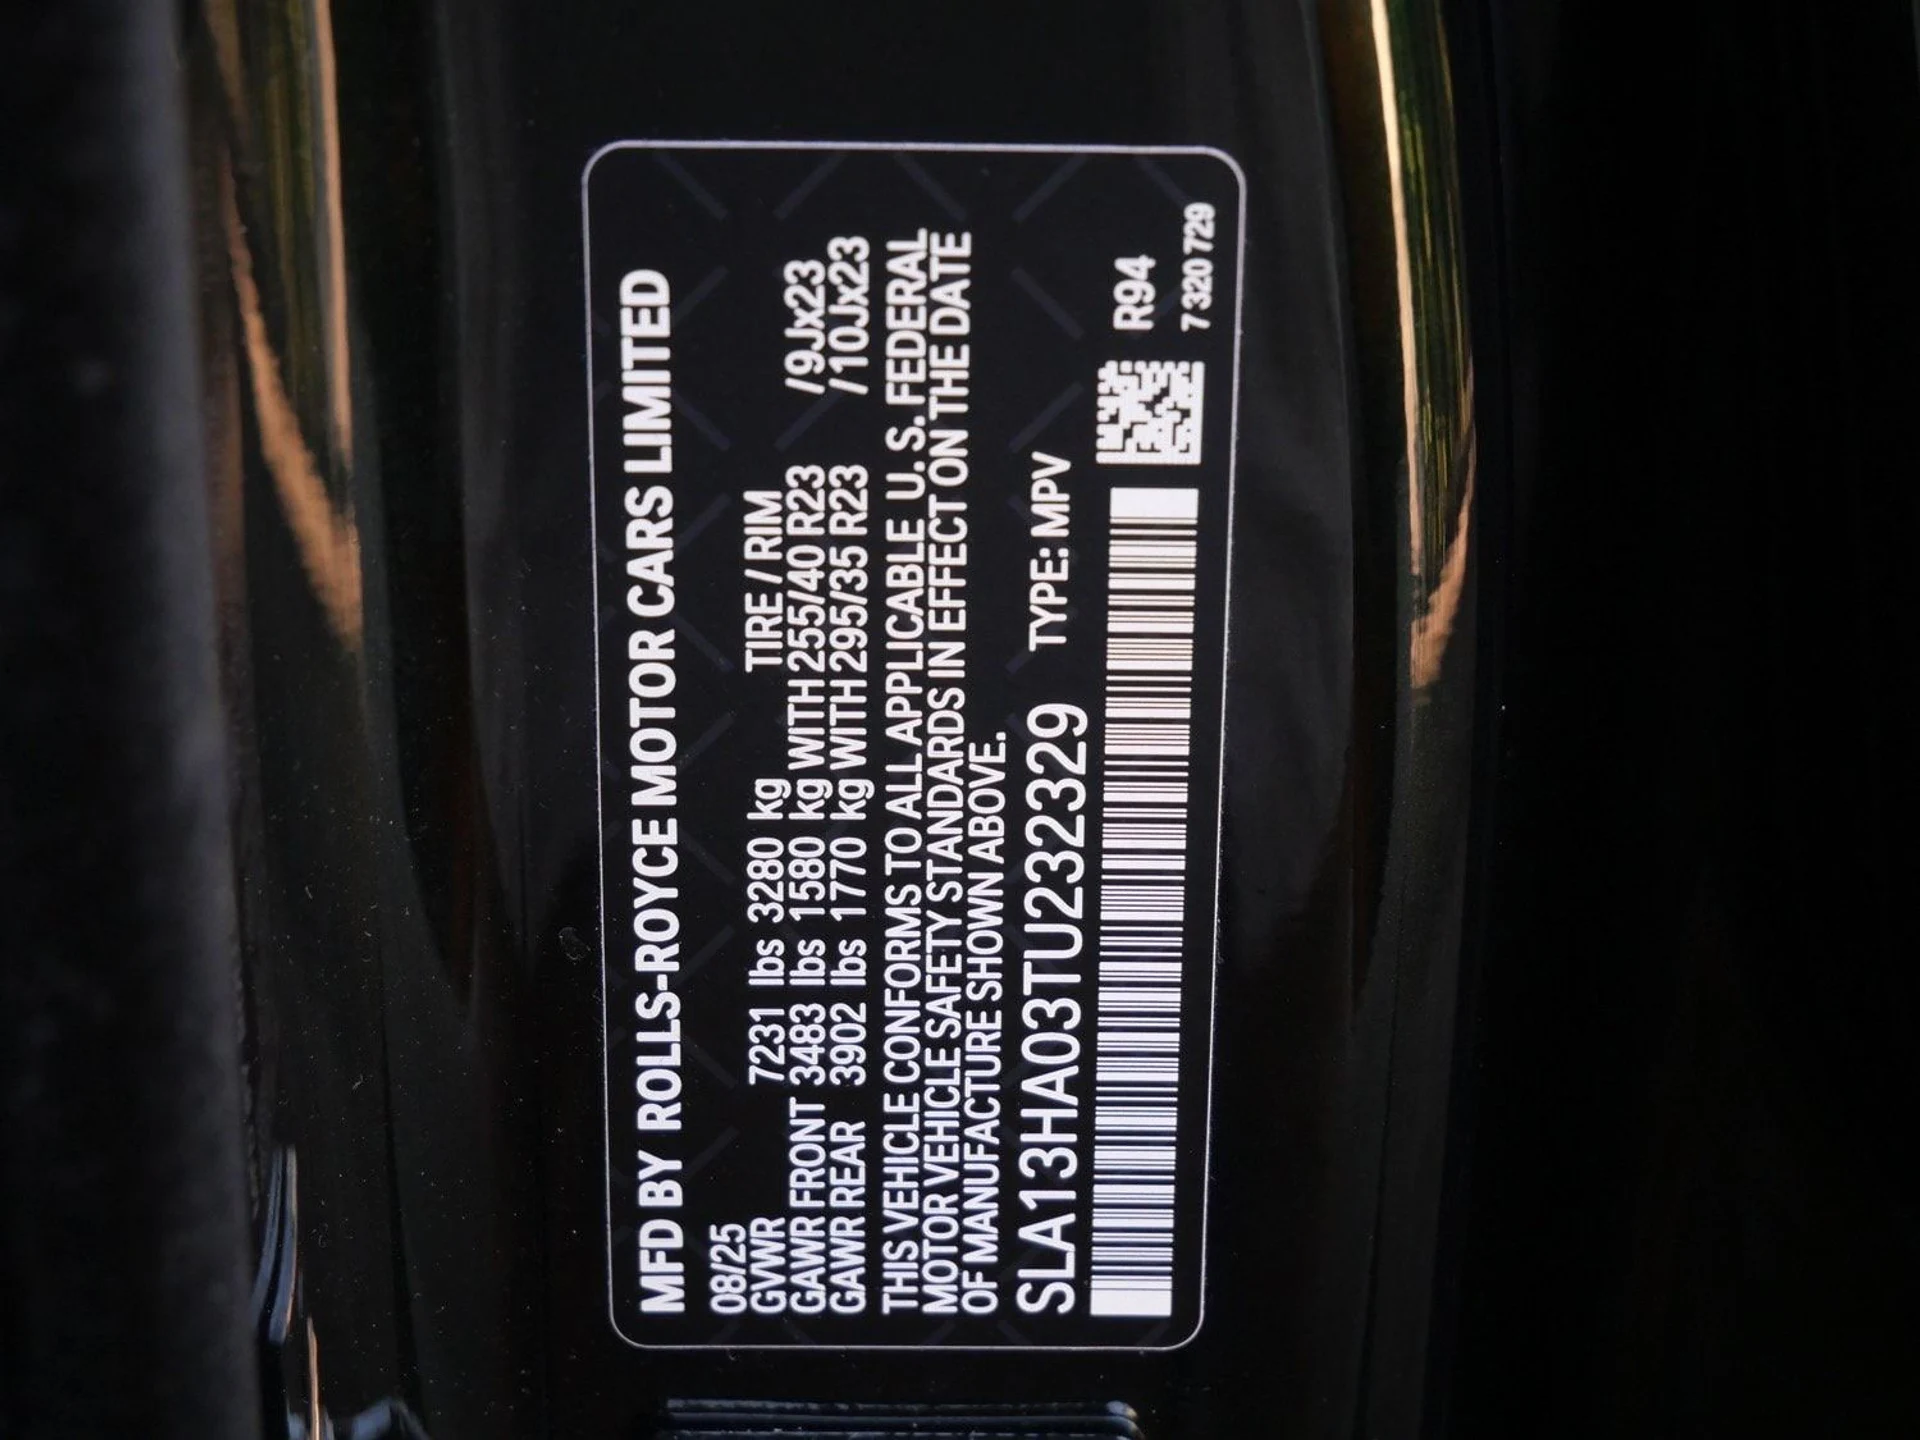 MFD BY ROLLS-ROYCE MOTOR CARS LIMITED
08/25
GVWR 7231 lbs 3280 kg TIRE / RIM
GAWR FRONT 3483 lbs 1580 kg WITH 255/40 R23 /9Jx23
GAWR REAR 3902 lbs 1770 kg WITH 295/35 R23 /10Jx23
THIS VEHICLE CONFORMS TO ALL APPLICABLE U.S. FEDERAL
MOTOR VEHICLE SAFETY STANDARDS IN EFFECT ON THE DATE
OF MANUFACTURE SHOWN ABOVE.
SLA13HA03TU232329 TYPE: MPV
R94
7 320 729